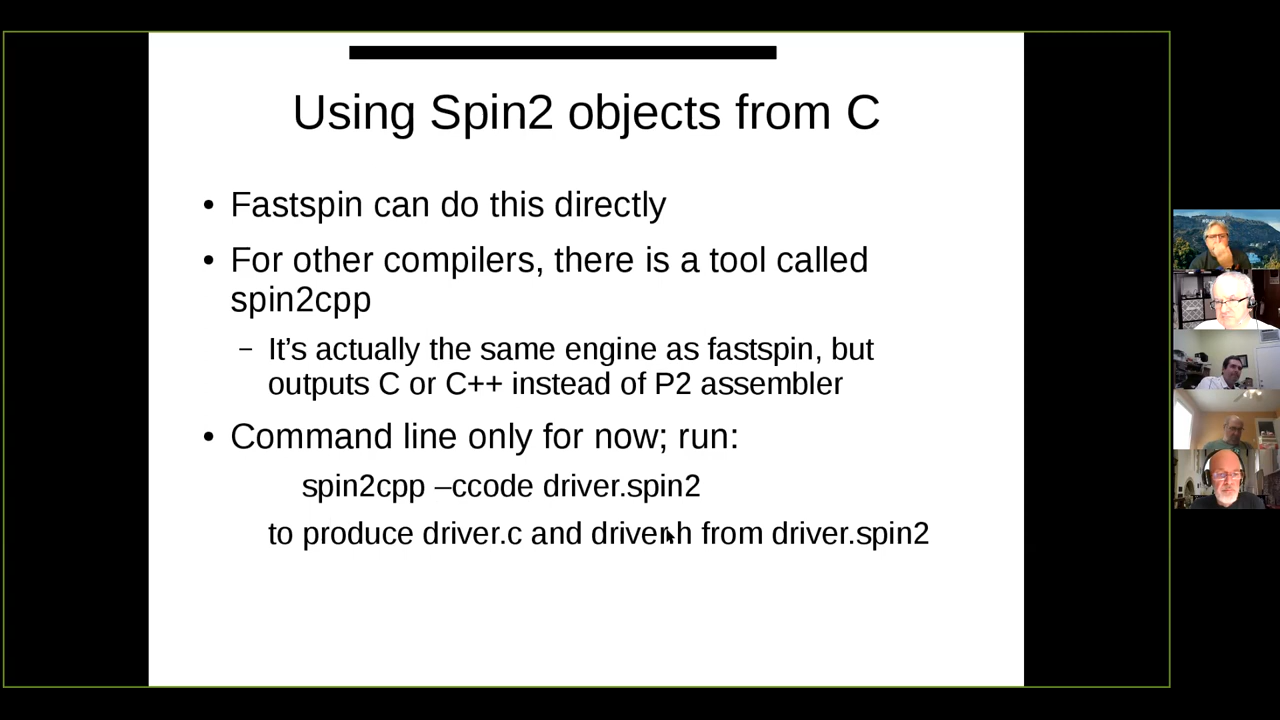 Using Spin2 objects from C
• Fastspin can do this directly
• For other compilers, there is a tool called
spin2cpp
– It’s actually the same engine as fastspin, but
outputs C or C++ instead of P2 assembler
• Command line only for now; run:
spin2cpp –ccode driver.spin2
to produce driver.c and driver.h from driver.spin2